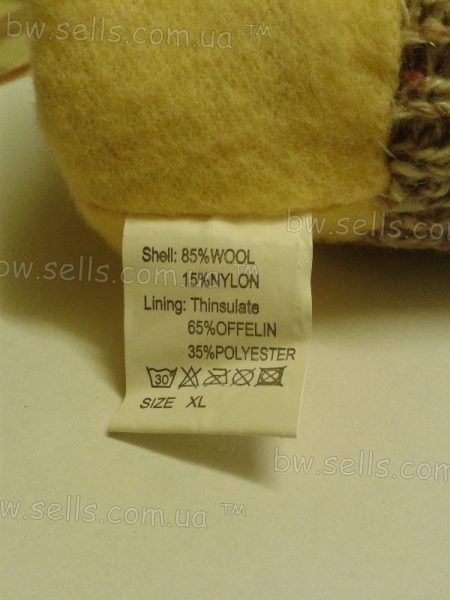 bw.sells.com.ua ™
bw.sells.com.ua ™
bw.sells.com.ua ™
Shell: 85%WOOL
15%NYLON
Lining: Thinsulate
65%OFFELIN
35%POLYESTER
30°
SIZE XL
bw.sells.com.ua ™
bw.sells.com.ua ™